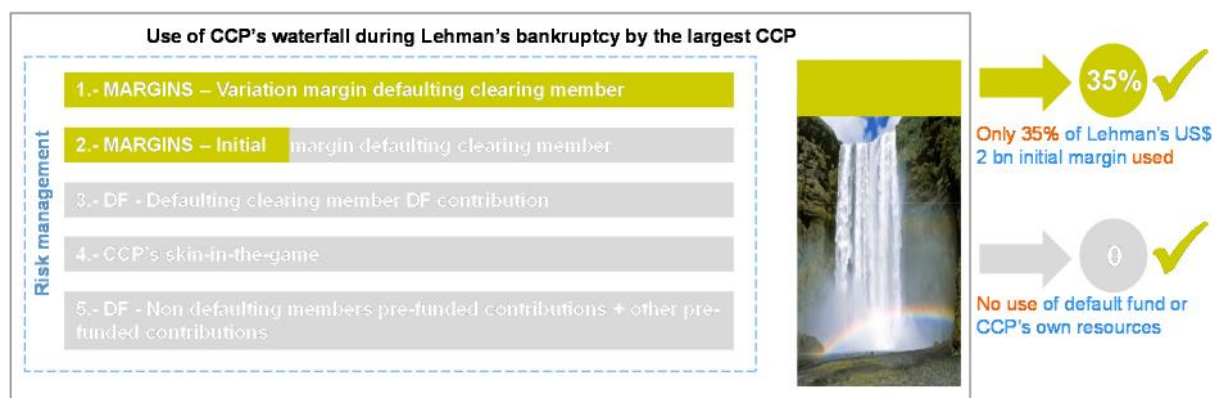 Use of CCP's waterfall during Lehman's bankruptcy by the largest CCP
Risk management
1.- MARGINS – Variation margin defaulting clearing member
2.- MARGINS – Initial margin defaulting clearing member
3.- DF - Defaulting clearing member DF contribution
4.- CCP's skin-in-the-game
5.- DF - Non defaulting members pre-funded contributions + other pre-
funded contributions
35%
Only 35% of Lehman's US$
2 bn initial margin used
0
No use of default fund or
CCP's own resources